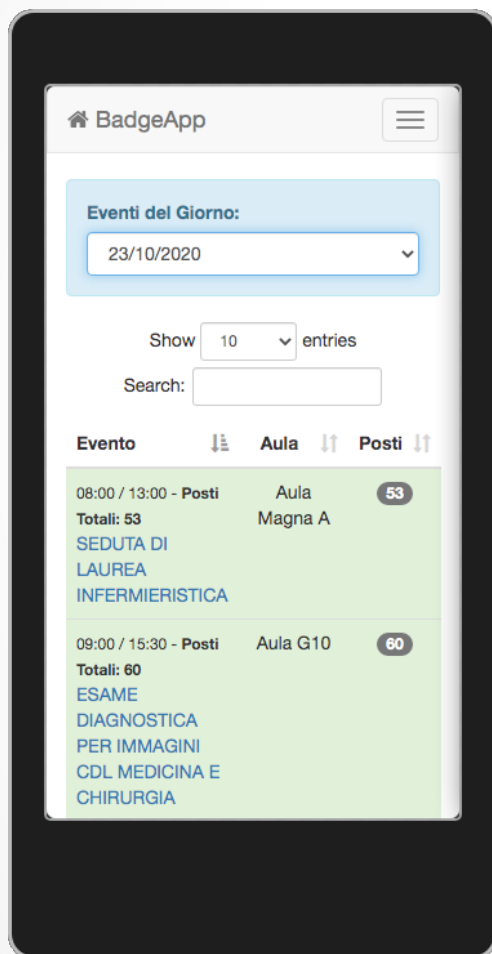 BadgeApp
Eventi del Giorno:
23/10/2020
Show 10 entries
Search:
Evento Aula Posti
08:00 / 13:00 - Posti Aula 53
Totali: 53 Magna A
SEDUTA DI
LAUREA
INFERMIERISTICA
09:00 / 15:30 - Posti Aula G10 60
Totali: 60
ESAME
DIAGNOSTICA
PER IMMAGINI
CDL MEDICINA E
CHIRURGIA